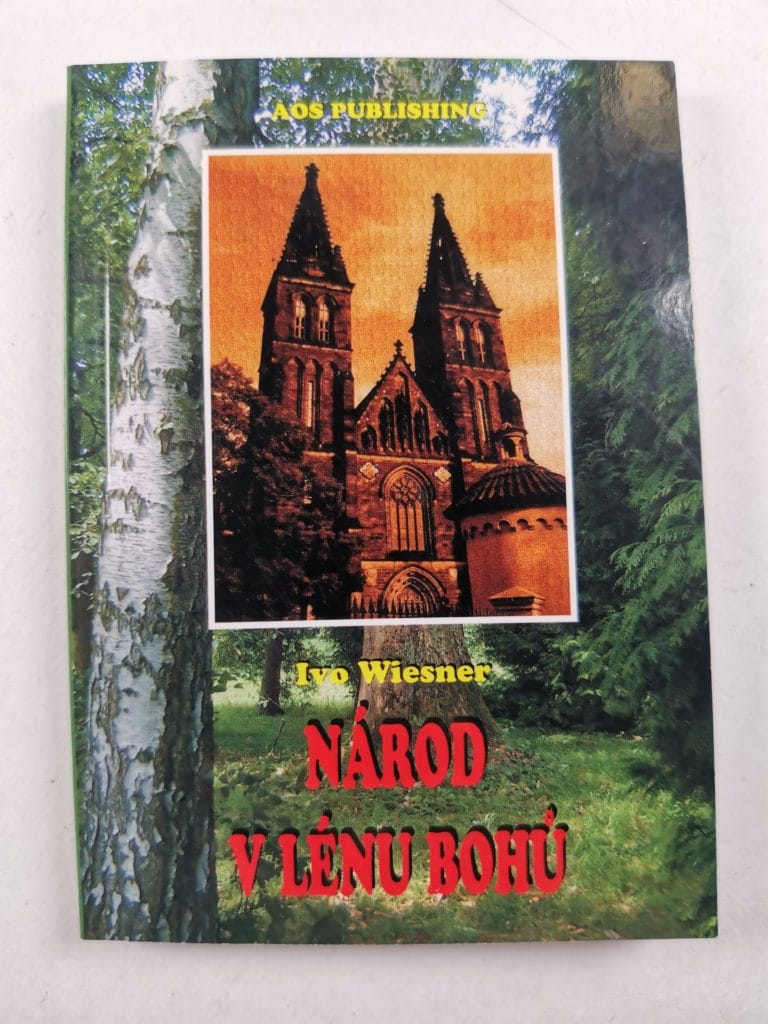 AOS PUBLISHING
Ivo Wiesner
NÁROD
V LÉNU BOHŮ